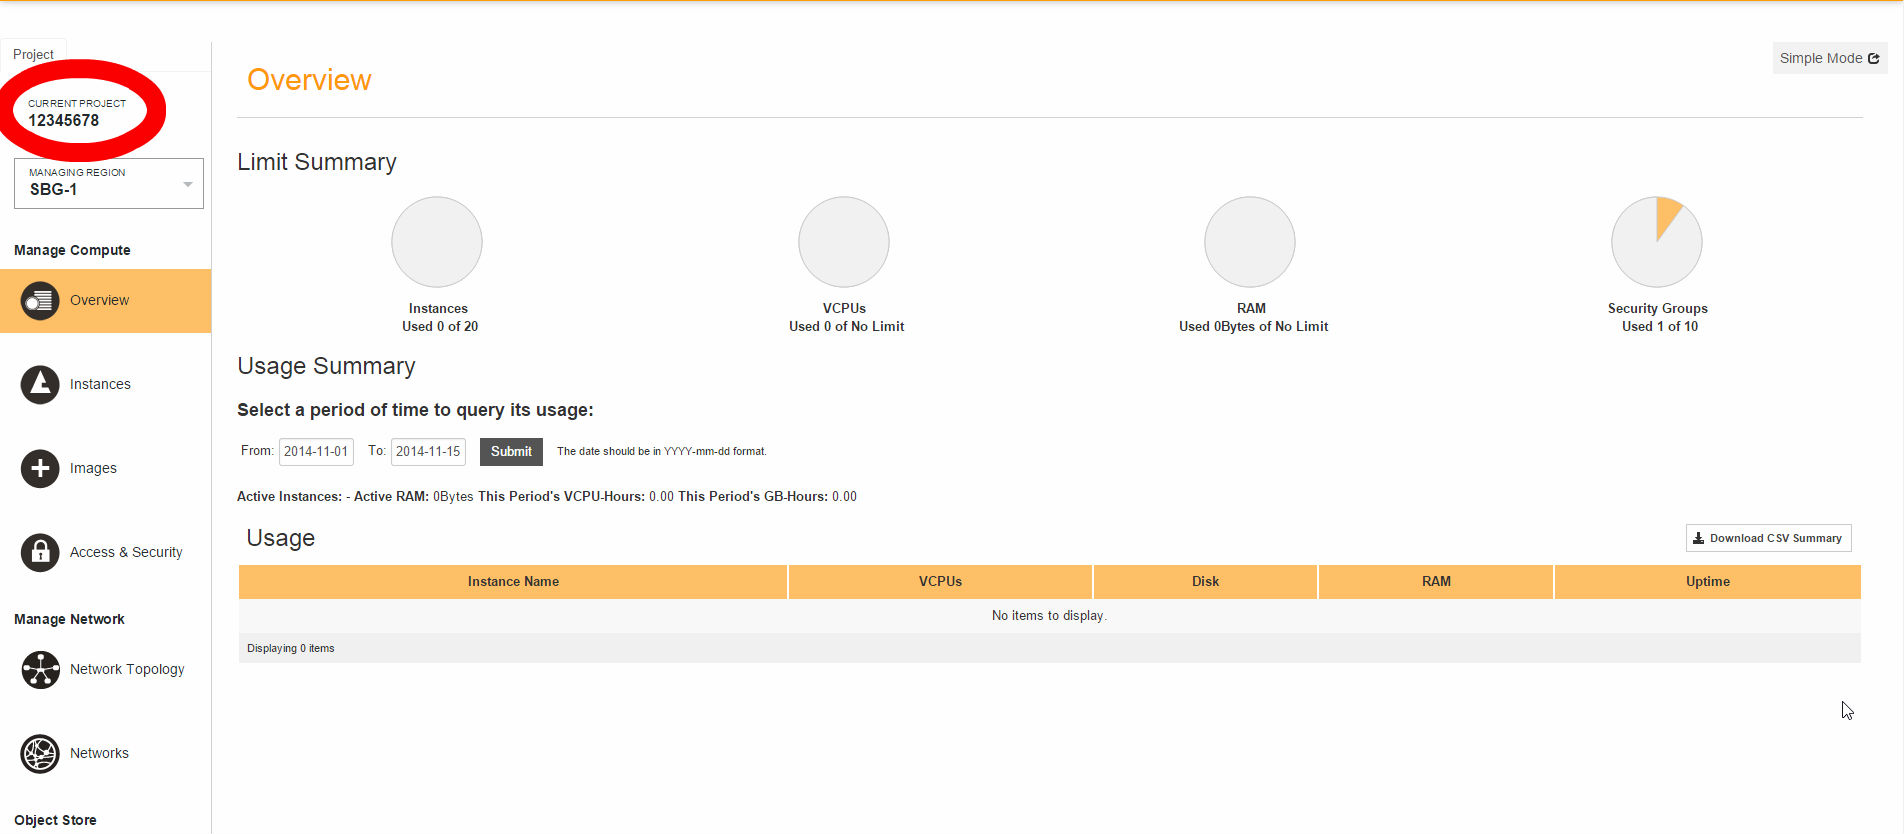 Project
CURRENT PROJECT
12345678
MANAGING REGION
SBG-1
Manage Compute
Overview
Instances
Images
Access & Security
Manage Network
Network Topology
Networks
Object Store
Overview
Simple Mode
Limit Summary
Instances
Used 0 of 20
VCPUs
Used 0 of No Limit
RAM
Used 0Bytes of No Limit
Security Groups
Used 1 of 10
Usage Summary
Select a period of time to query its usage:
From: 2014-11-01 To: 2014-11-15 Submit The date should be in YYYY-mm-dd format.
Active Instances: - Active RAM: 0Bytes This Period's VCPU-Hours: 0.00 This Period's GB-Hours: 0.00
Usage
Download CSV Summary
Instance Name VCPUs Disk RAM Uptime
No items to display.
Displaying 0 items